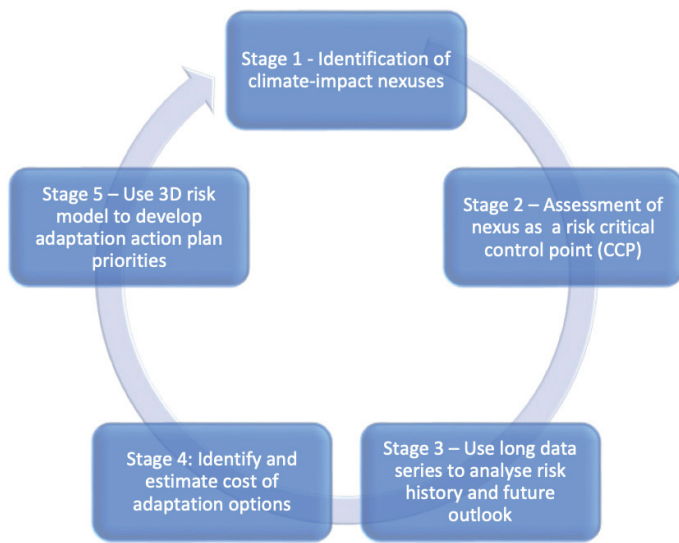 Stage 1 - Identification of
climate-impact nexuses
Stage 2 – Assessment of
nexus as a risk critical
control point (CCP)
Stage 3 – Use long data
series to analyse risk
history and future
outlook
Stage 4: Identify and
estimate cost of
adaptation options
Stage 5 – Use 3D risk
model to develop
adaptation action plan
priorities